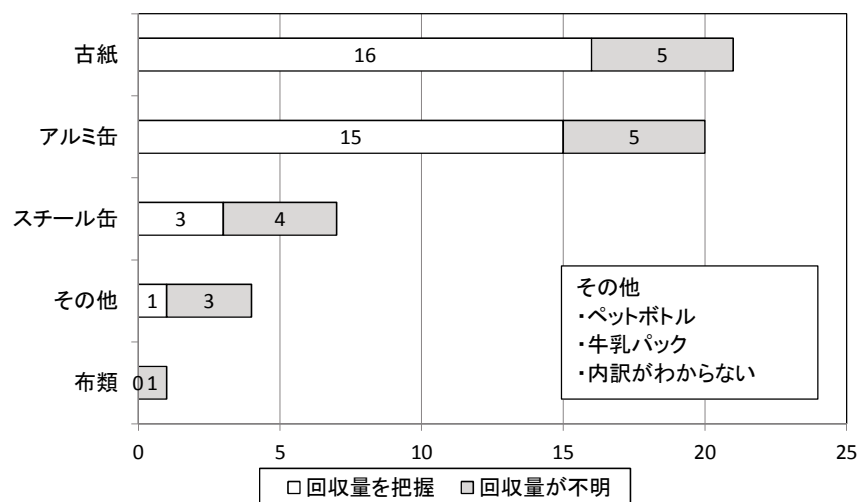 古紙
16
5
アルミ缶
15
5
スチール缶
3
4
その他
1
3
布類
0
1
その他
・ペットボトル
・牛乳パック
・内訳がわからない
0
5
10
15
20
25
回収量を把握
回収量が不明